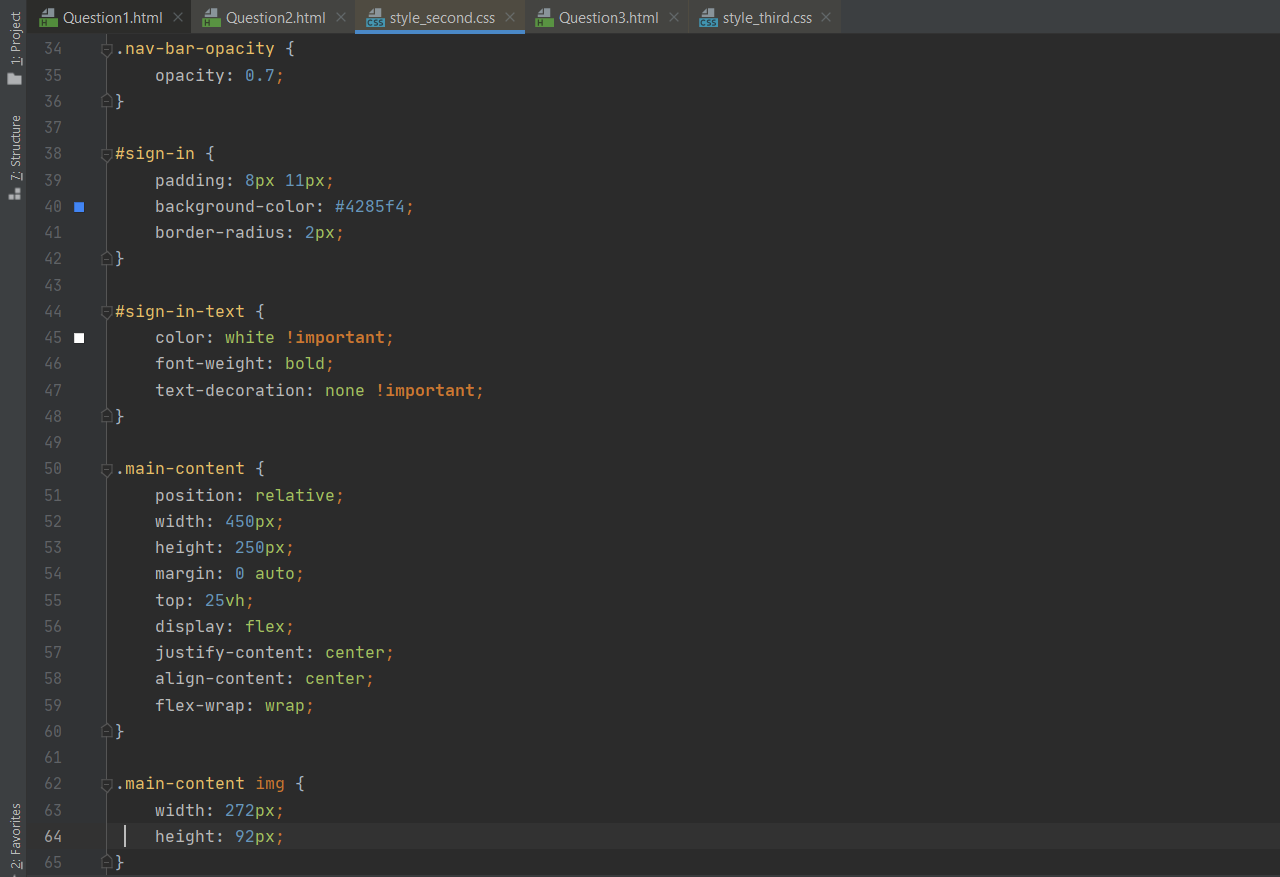 Question1.html Question2.html style_second.css Question3.html style_third.css
1: Project
7: Structure
2: Favorites
34 .nav-bar-opacity {
35 opacity: 0.7;
36 }
37
38 #sign-in {
39 padding: 8px 11px;
40 background-color: #4285f4;
41 border-radius: 2px;
42 }
43
44 #sign-in-text {
45 color: white !important;
46 font-weight: bold;
47 text-decoration: none !important;
48 }
49
50 .main-content {
51 position: relative;
52 width: 450px;
53 height: 250px;
54 margin: 0 auto;
55 top: 25vh;
56 display: flex;
57 justify-content: center;
58 align-content: center;
59 flex-wrap: wrap;
60 }
61
62 .main-content img {
63 width: 272px;
64 height: 92px;
65 }